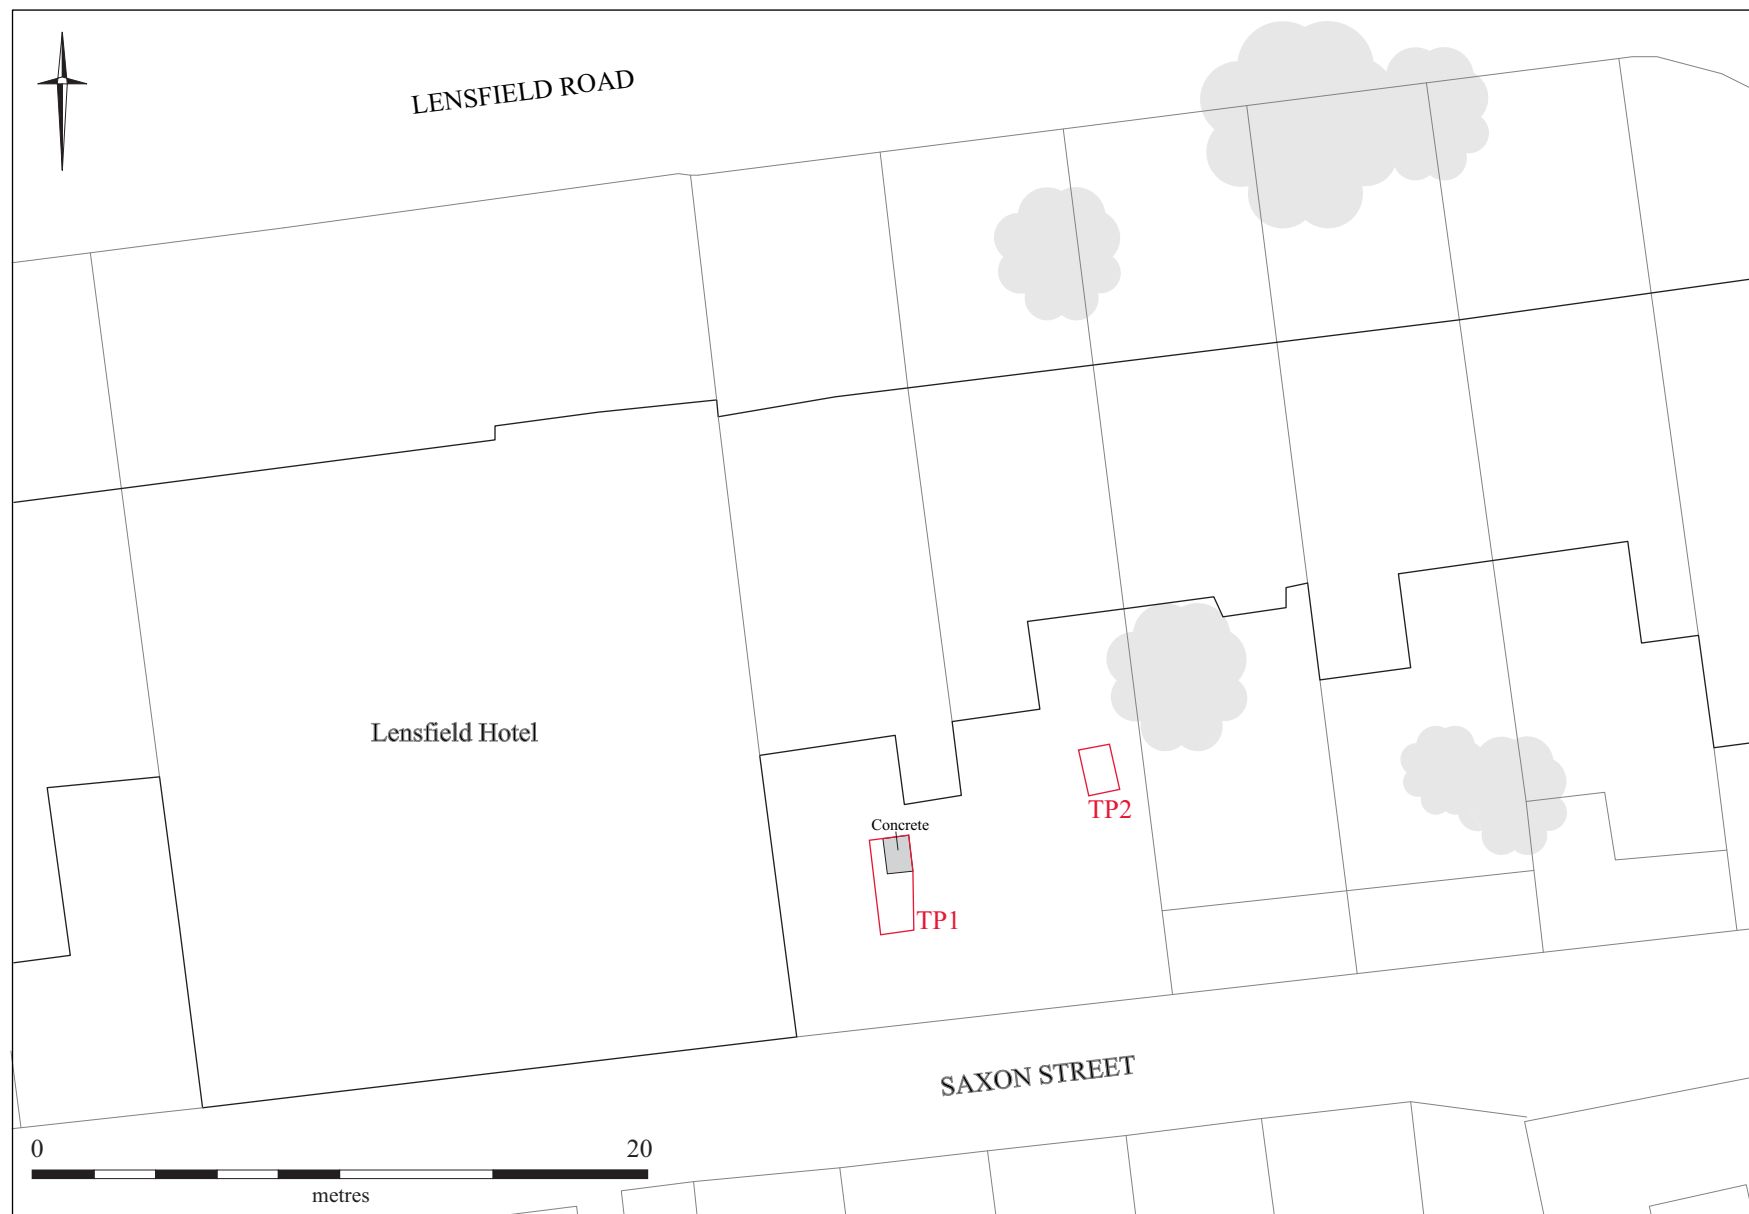 LENSFIELD ROAD
Lensfield Hotel
TP2
Concrete
TP1
SAXON STREET
0 20
metres